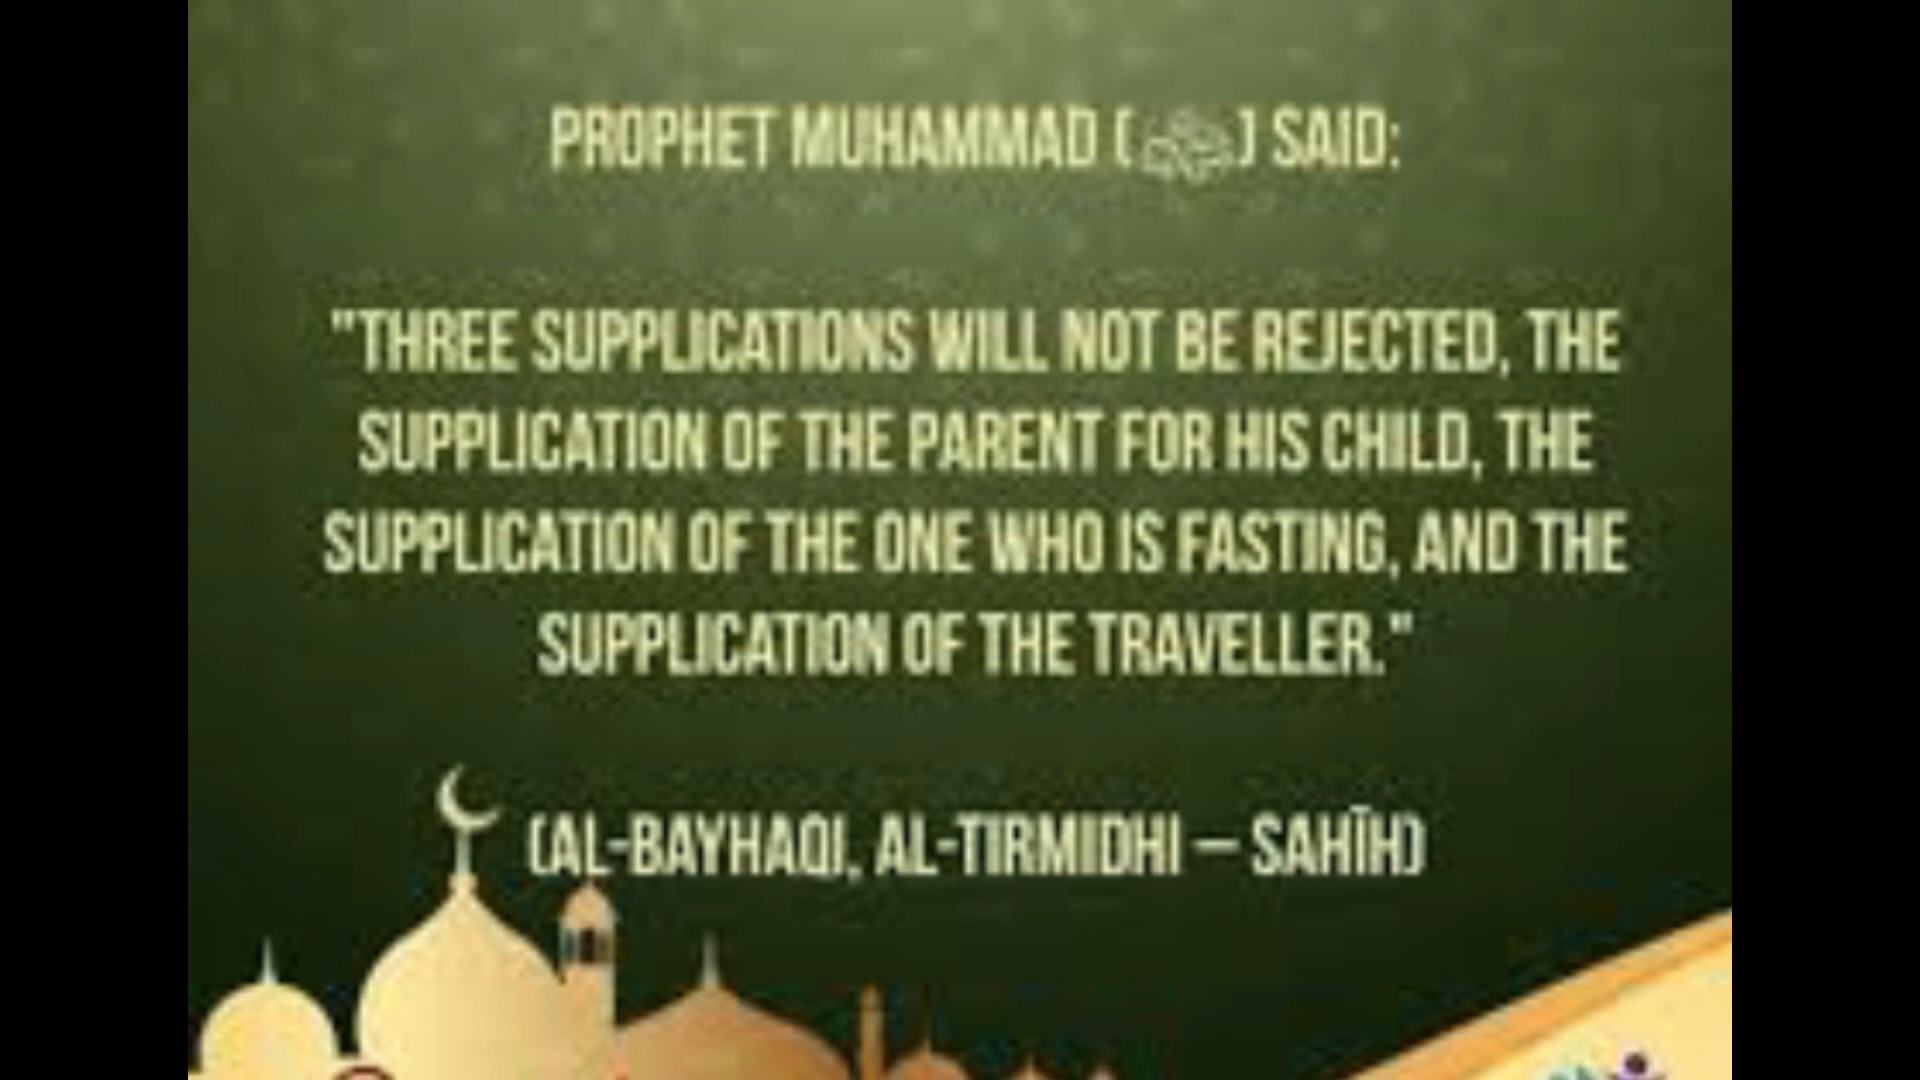 PROPHET MUHAMMAD (ﷺ) SAID:
"THREE SUPPLICATIONS WILL NOT BE REJECTED, THE
SUPPLICATION OF THE PARENT FOR HIS CHILD, THE
SUPPLICATION OF THE ONE WHO IS FASTING, AND THE
SUPPLICATION OF THE TRAVELLER."
(AL-BAYHAQI, AL-TIRMIDHI – SAHĪH)